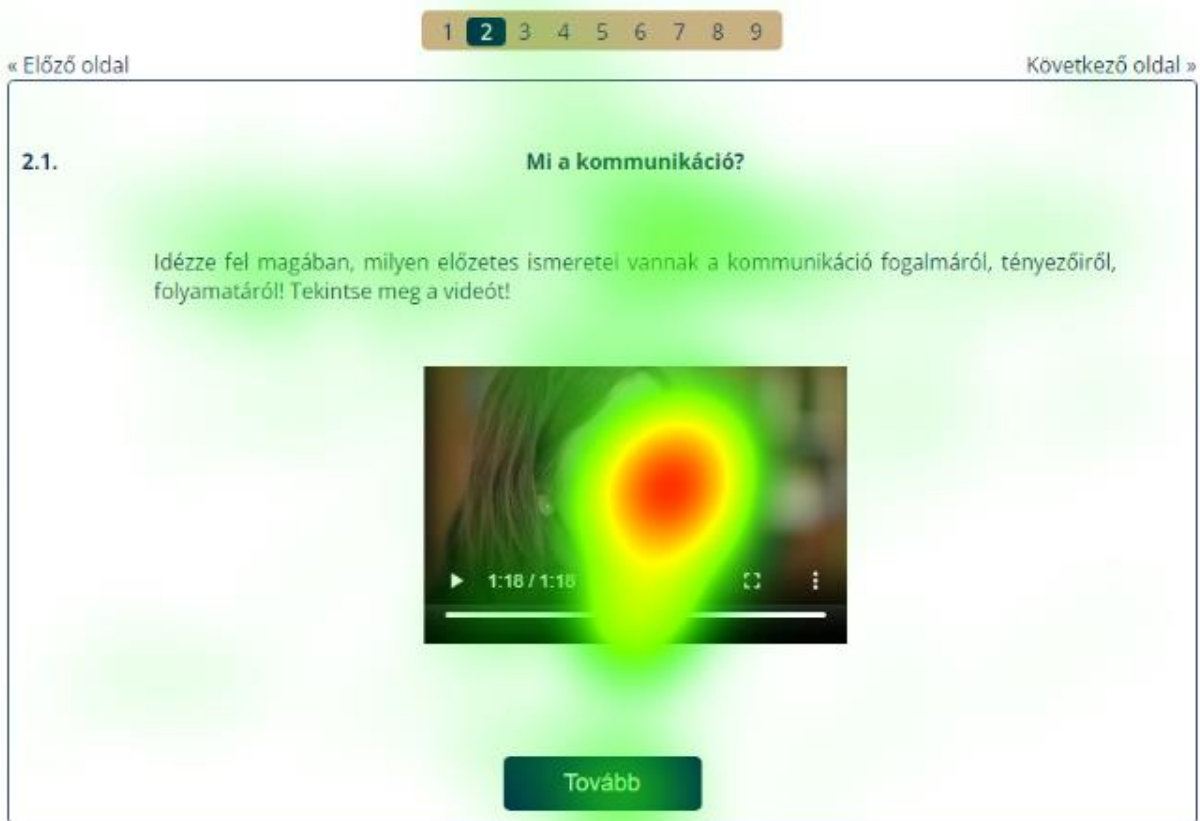 1 2 3 4 5 6 7 8 9
« Előző oldal
Következő oldal »
2.1.
Mi a kommunikáció?
Idézze fel magában, milyen előzetes ismeretei vannak a kommunikáció fogalmáról, tényezőiről,
folyamatáról! Tekintse meg a videót!
1:18 / 1:18
Tovább